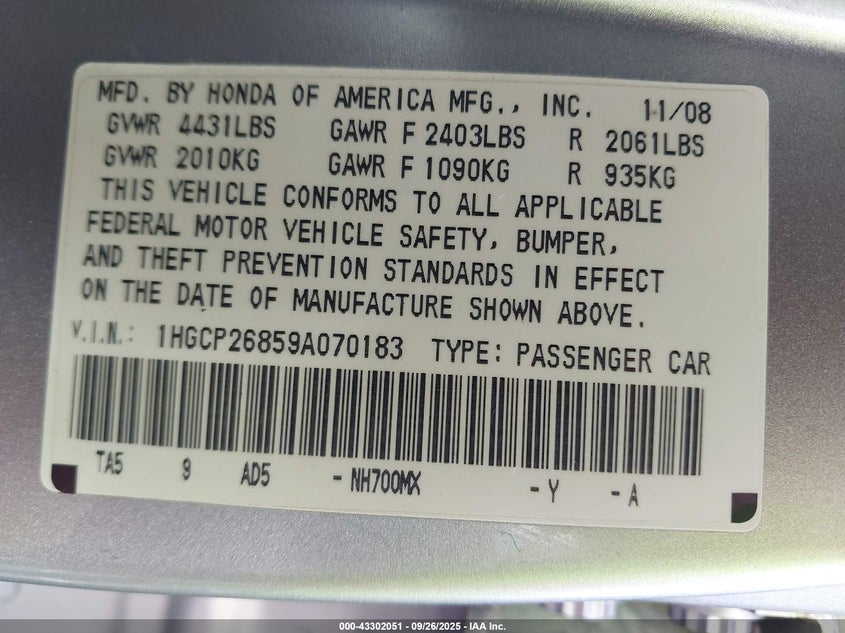 MFD. BY HONDA OF AMERICA MFG., INC. 11/08
GVWR 4431LBS GAWR F 2403LBS R 2061LBS
GVWR 2010KG GAWR F 1090KG R 935KG
THIS VEHICLE CONFORMS TO ALL APPLICABLE
FEDERAL MOTOR VEHICLE SAFETY, BUMPER,
AND THEFT PREVENTION STANDARDS IN EFFECT
ON THE DATE OF MANUFACTURE SHOWN ABOVE.
V.I.N.: 1HGCP26859A070183 TYPE: PASSENGER CAR
TA5 9 AD5 -NH700MX -Y -A
000-43302051 - 09/26/2025 - IAA Inc.